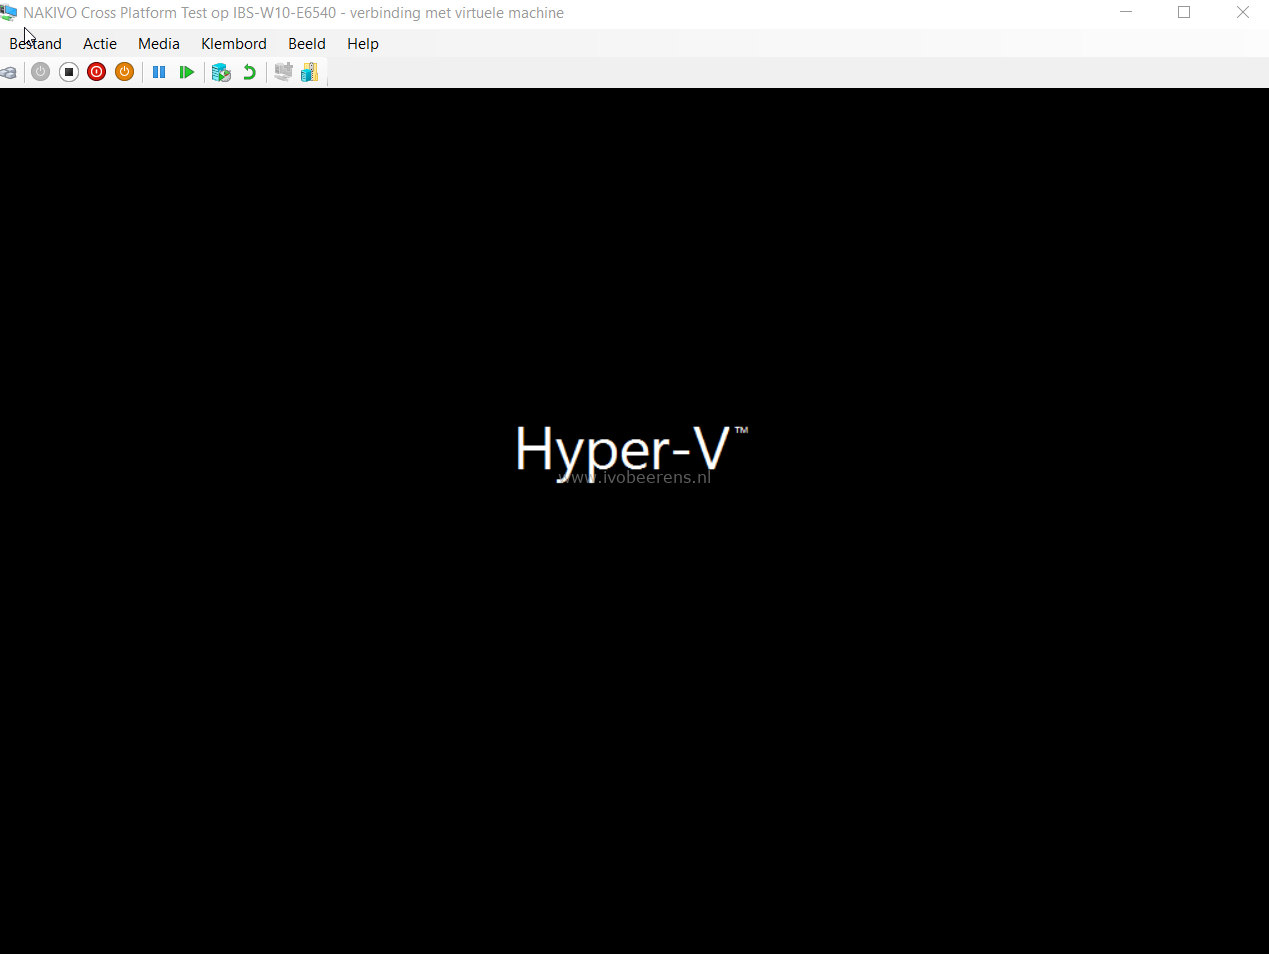 NAKIVO Cross Platform Test op IBS-W10-E6540 - verbinding met virtuele machine
Bestand Actie Media Klembord Beeld Help
Hyper-V™
www.ivobeerens.nl